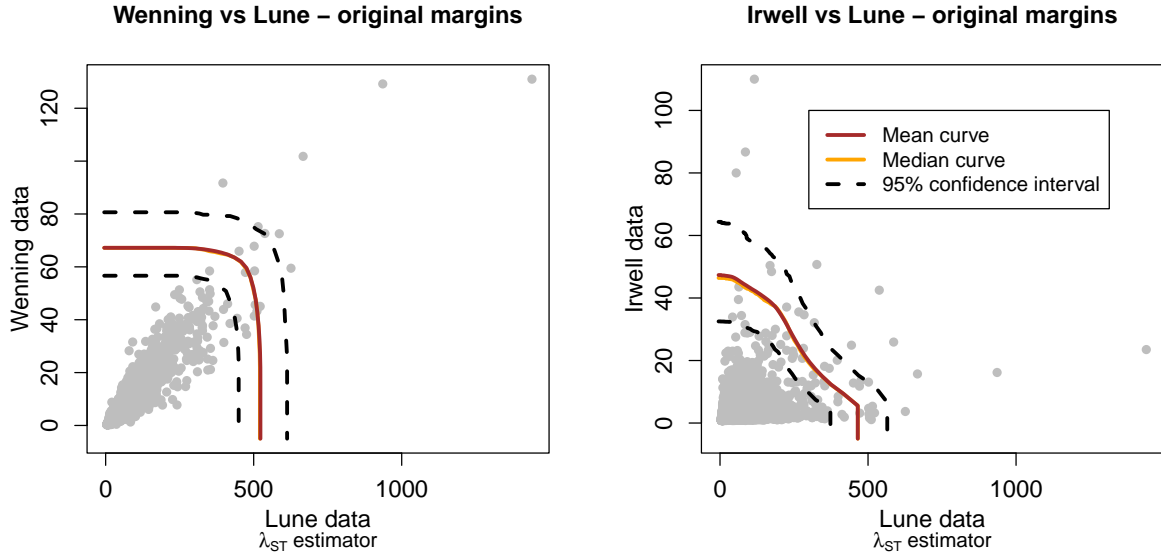 Wenning vs Lune – original margins
Wenning data
0 20 40 60 80 120
0 500 1000
Lune data
λST estimator
Irwell vs Lune – original margins
Irwell data
0 20 40 60 80 100
Mean curve
Median curve
95% confidence interval
0 500 1000
Lune data
λST estimator